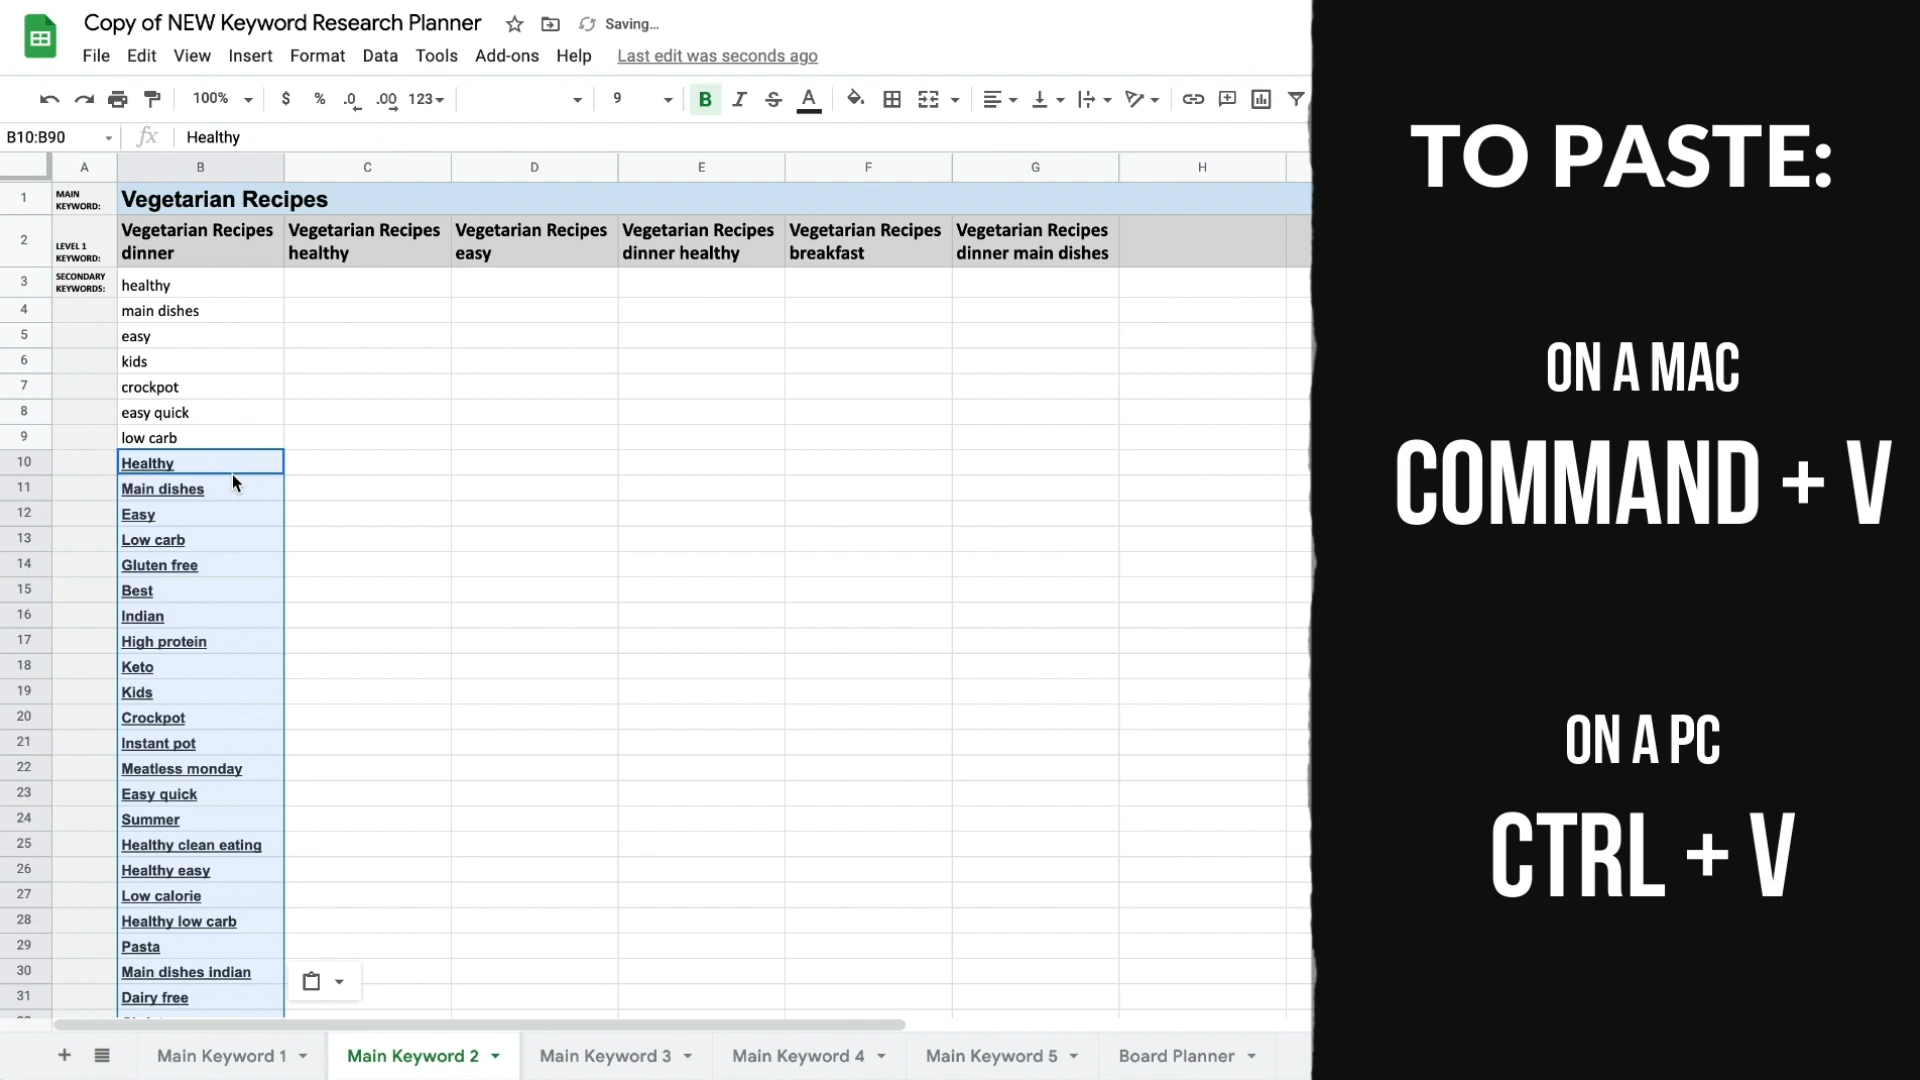 Copy of NEW Keyword Research Planner
Saving...
File Edit View Insert Format Data Tools Add-ons Help Last edit was seconds ago
100% $ % .0 .00 123 9 B I S A
B10:B90 fx Healthy
A B C D E F G H
1 MAIN KEYWORD: Vegetarian Recipes
2 LEVEL 1 KEYWORD: Vegetarian Recipes dinner Vegetarian Recipes healthy Vegetarian Recipes easy Vegetarian Recipes dinner healthy Vegetarian Recipes breakfast Vegetarian Recipes dinner main dishes
3 SECONDARY KEYWORDS: healthy
4 main dishes
5 easy
6 kids
7 crockpot
8 easy quick
9 low carb
10 Healthy
11 Main dishes
12 Easy
13 Low carb
14 Gluten free
15 Best
16 Indian
17 High protein
18 Keto
19 Kids
20 Crockpot
21 Instant pot
22 Meatless monday
23 Easy quick
24 Summer
25 Healthy clean eating
26 Healthy easy
27 Low calorie
28 Healthy low carb
29 Pasta
30 Main dishes indian
31 Dairy free
Main Keyword 1 Main Keyword 2 Main Keyword 3 Main Keyword 4 Main Keyword 5 Board Planner
TO PASTE:
ON A MAC
COMMAND + V
ON A PC
CTRL + V